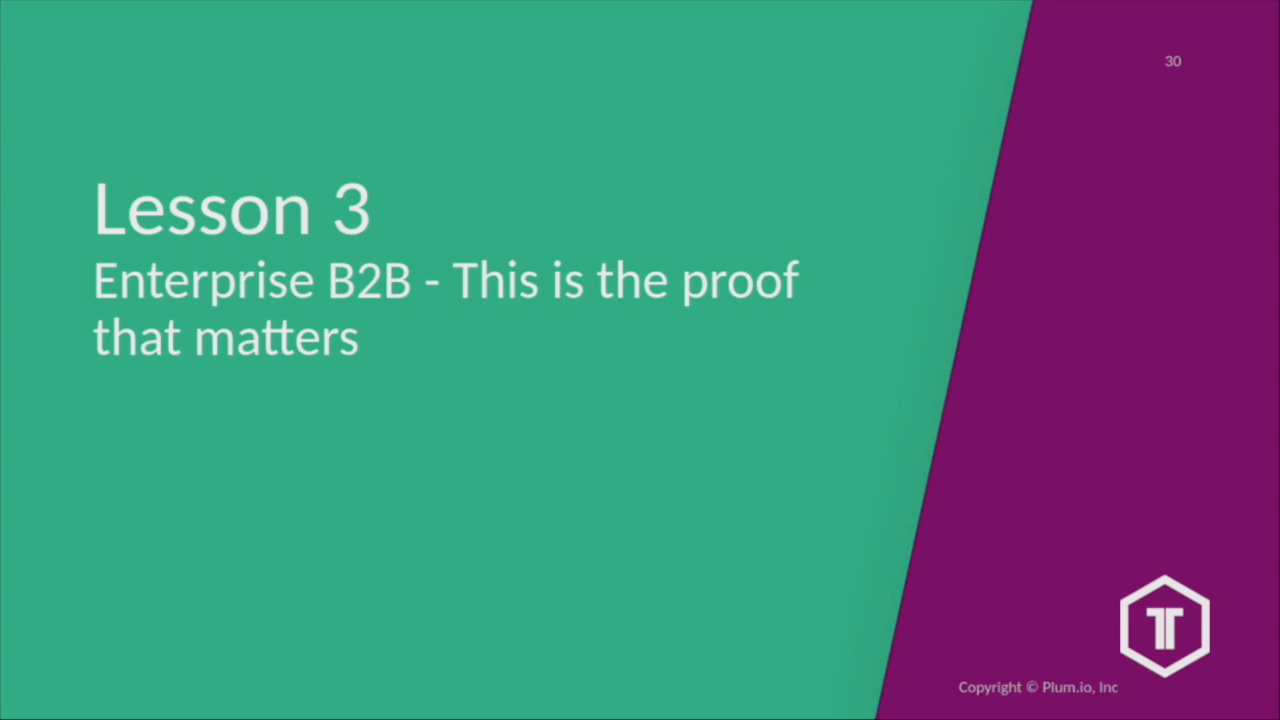 30
Lesson 3
Enterprise B2B - This is the proof
that matters
Copyright © Plum.io, Inc